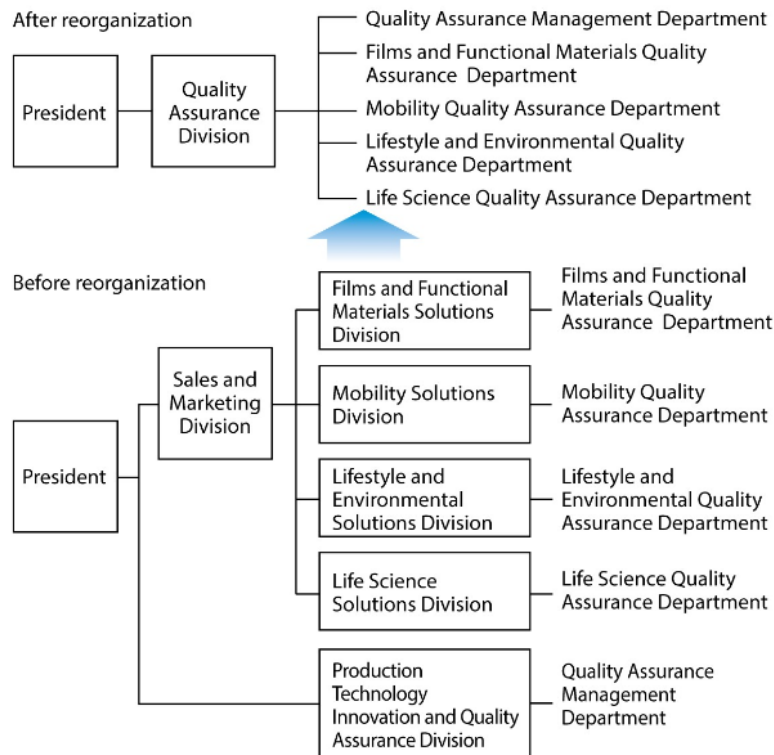 After reorganization
President
Quality
Assurance
Division
Quality Assurance Management Department
Films and Functional Materials Quality
Assurance Department
Mobility Quality Assurance Department
Lifestyle and Environmental Quality
Assurance Department
Life Science Quality Assurance Department
Before reorganization
President
Sales and
Marketing
Division
Films and Functional
Materials Solutions
Division
Films and Functional
Materials Quality
Assurance Department
Mobility Solutions
Division
Mobility Quality
Assurance Department
Lifestyle and
Environmental
Solutions Division
Lifestyle and
Environmental Quality
Assurance Department
Life Science
Solutions Division
Life Science Quality
Assurance Department
Production
Technology
Innovation and Quality
Assurance Division
Quality Assurance
Management
Department